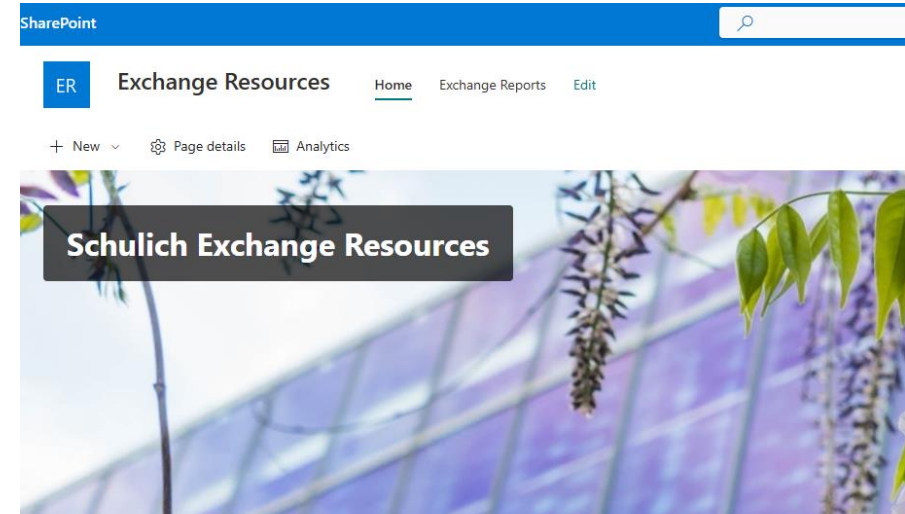 SharePoint
ER Exchange Resources Home Exchange Reports Edit
New Page details Analytics
Schulich Exchange Resources